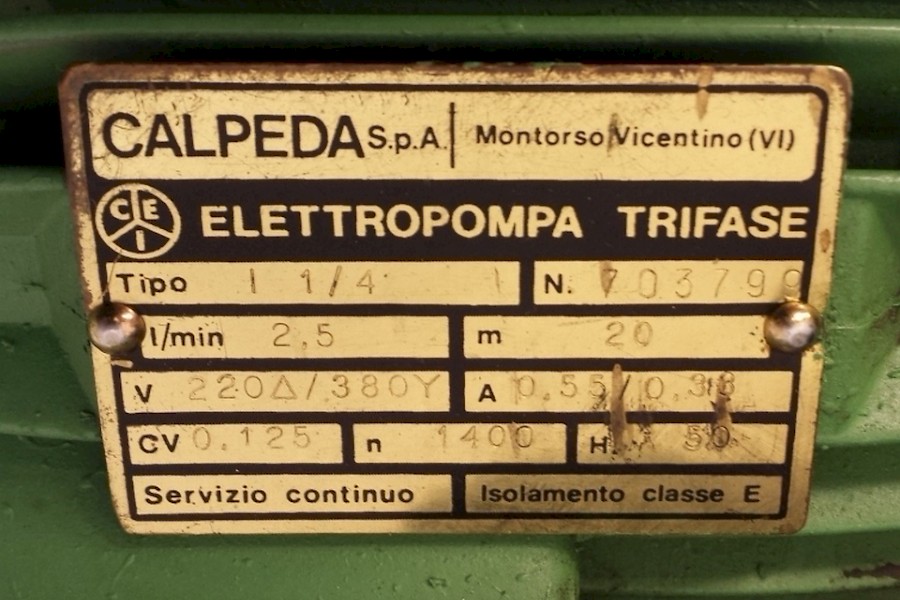 CALPEDA S.p.A. Montorso Vicentino (VI)
CEI ELETTROPOMPA TRIFASE
Tipo I 1/4 N. 703799
l/min 2,5 m 20
V 220Δ/380Y A 0.55/0.33
CV 0.125 n 1400 Hz 50
Servizio continuo Isolamento classe E